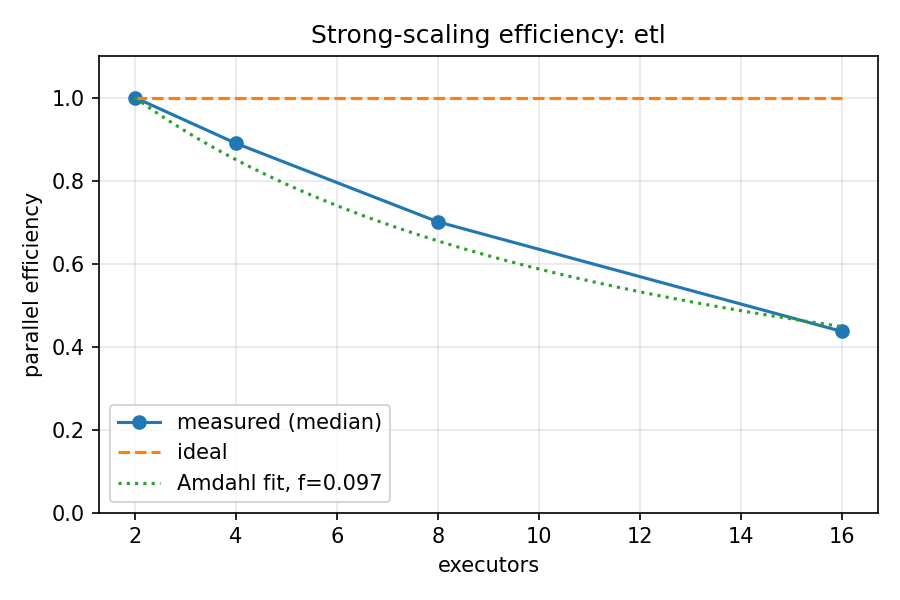 Strong-scaling efficiency: etl
parallel efficiency
1.0
0.8
0.6
0.4
0.2
0.0
measured (median)
ideal
Amdahl fit, f=0.097
2 4 6 8 10 12 14 16
executors